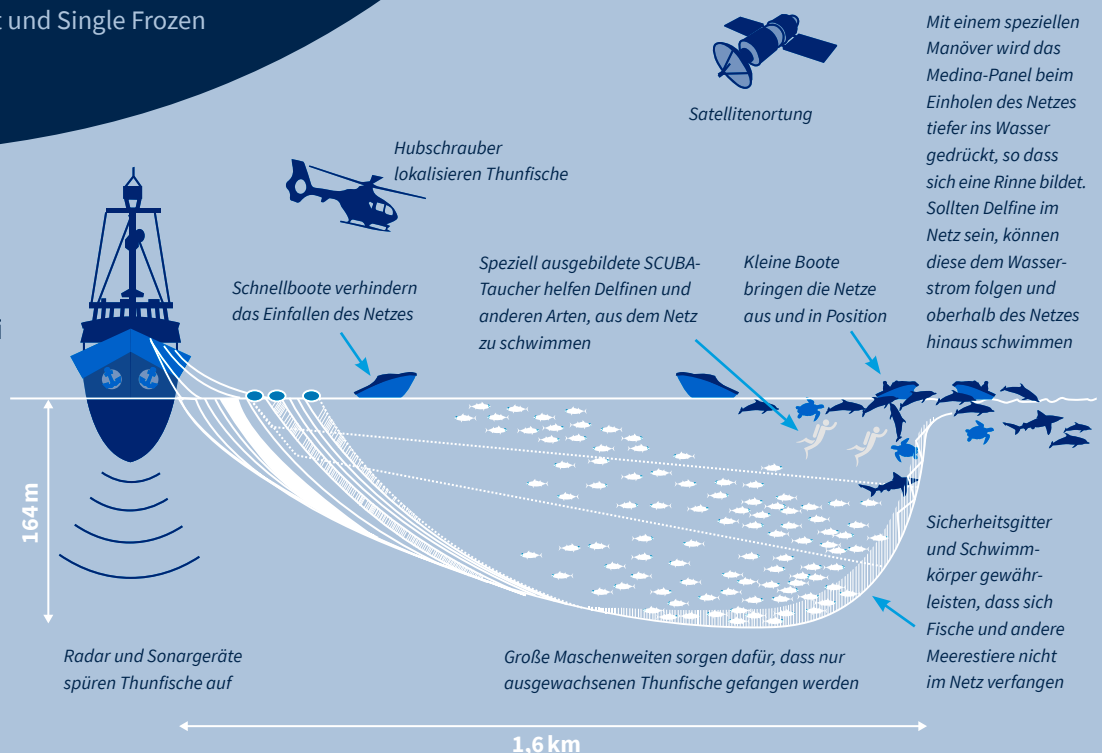 t und Single Frozen
Satellitenortung
Mit einem speziellen
Manöver wird das
Medina-Panel beim
Einholen des Netzes
tiefer ins Wasser
gedrückt, so dass
sich eine Rinne bildet.
Sollten Delfine im
Netz sein, können
diese dem Wasser-
strom folgen und
oberhalb des Netzes
hinaus schwimmen
Hubschrauber
lokalisieren Thunfische
Schnellboote verhindern
das Einfallen des Netzes
Speziell ausgebildete SCUBA-
Taucher helfen Delfinen und
anderen Arten, aus dem Netz
zu schwimmen
Kleine Boote
bringen die Netze
aus und in Position
i
164 m
Sicherheitsgitter
und Schwimm-
körper gewähr-
leisten, dass sich
Fische und andere
Meerestiere nicht
im Netz verfangen
Radar und Sonargeräte
spüren Thunfische auf
Große Maschenweiten sorgen dafür, dass nur
ausgewachsenen Thunfische gefangen werden
1,6 km